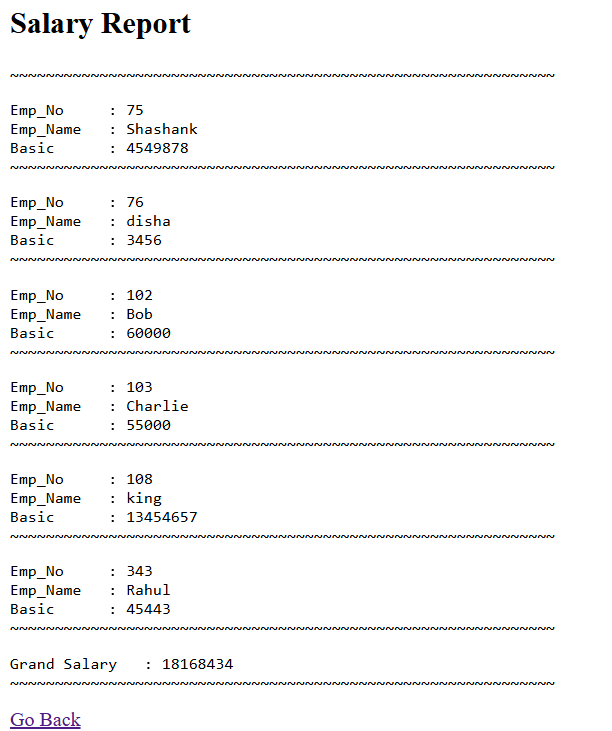 Salary Report
~~~~~~~~~~~~~~~~~~~~~~~~~~~~~~~~~~~~~~~~~~~~~~~~~~~~~~~~~~~~~
Emp_No     : 75
Emp_Name   : Shashank
Basic      : 4549878
~~~~~~~~~~~~~~~~~~~~~~~~~~~~~~~~~~~~~~~~~~~~~~~~~~~~~~~~~~~~~
Emp_No     : 76
Emp_Name   : disha
Basic      : 3456
~~~~~~~~~~~~~~~~~~~~~~~~~~~~~~~~~~~~~~~~~~~~~~~~~~~~~~~~~~~~~
Emp_No     : 102
Emp_Name   : Bob
Basic      : 60000
~~~~~~~~~~~~~~~~~~~~~~~~~~~~~~~~~~~~~~~~~~~~~~~~~~~~~~~~~~~~~
Emp_No     : 103
Emp_Name   : Charlie
Basic      : 55000
~~~~~~~~~~~~~~~~~~~~~~~~~~~~~~~~~~~~~~~~~~~~~~~~~~~~~~~~~~~~~
Emp_No     : 108
Emp_Name   : king
Basic      : 13454657
~~~~~~~~~~~~~~~~~~~~~~~~~~~~~~~~~~~~~~~~~~~~~~~~~~~~~~~~~~~~~
Emp_No     : 343
Emp_Name   : Rahul
Basic      : 45443
~~~~~~~~~~~~~~~~~~~~~~~~~~~~~~~~~~~~~~~~~~~~~~~~~~~~~~~~~~~~~
Grand Salary   : 18168434
~~~~~~~~~~~~~~~~~~~~~~~~~~~~~~~~~~~~~~~~~~~~~~~~~~~~~~~~~~~~~
Go Back